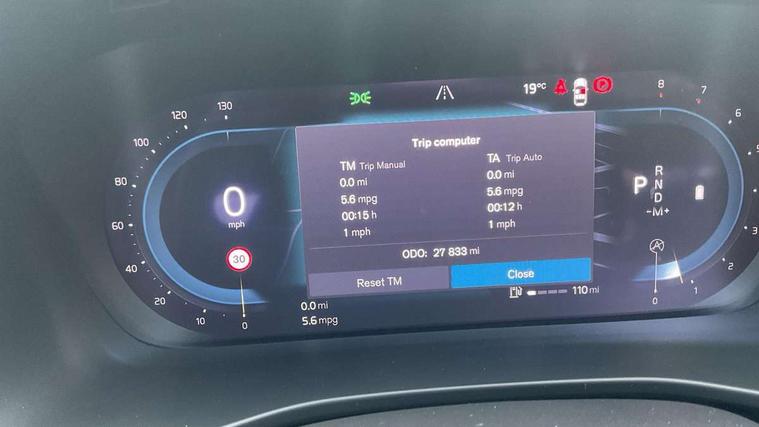 19°C
130
120
100
80
60
40
20
10
0
0
mph
30
Trip computer
TM Trip Manual
0.0 mi
5.6 mpg
00:15 h
1 mph
TA Trip Auto
0.0 mi
5.6 mpg
00:12 h
1 mph
ODO: 27 833 mi
Reset TM
Close
0.0 mi
5.6 mpg
110 mi
P
R
N
D
-M+
A
P
8
7
6
5
3
2
1
0